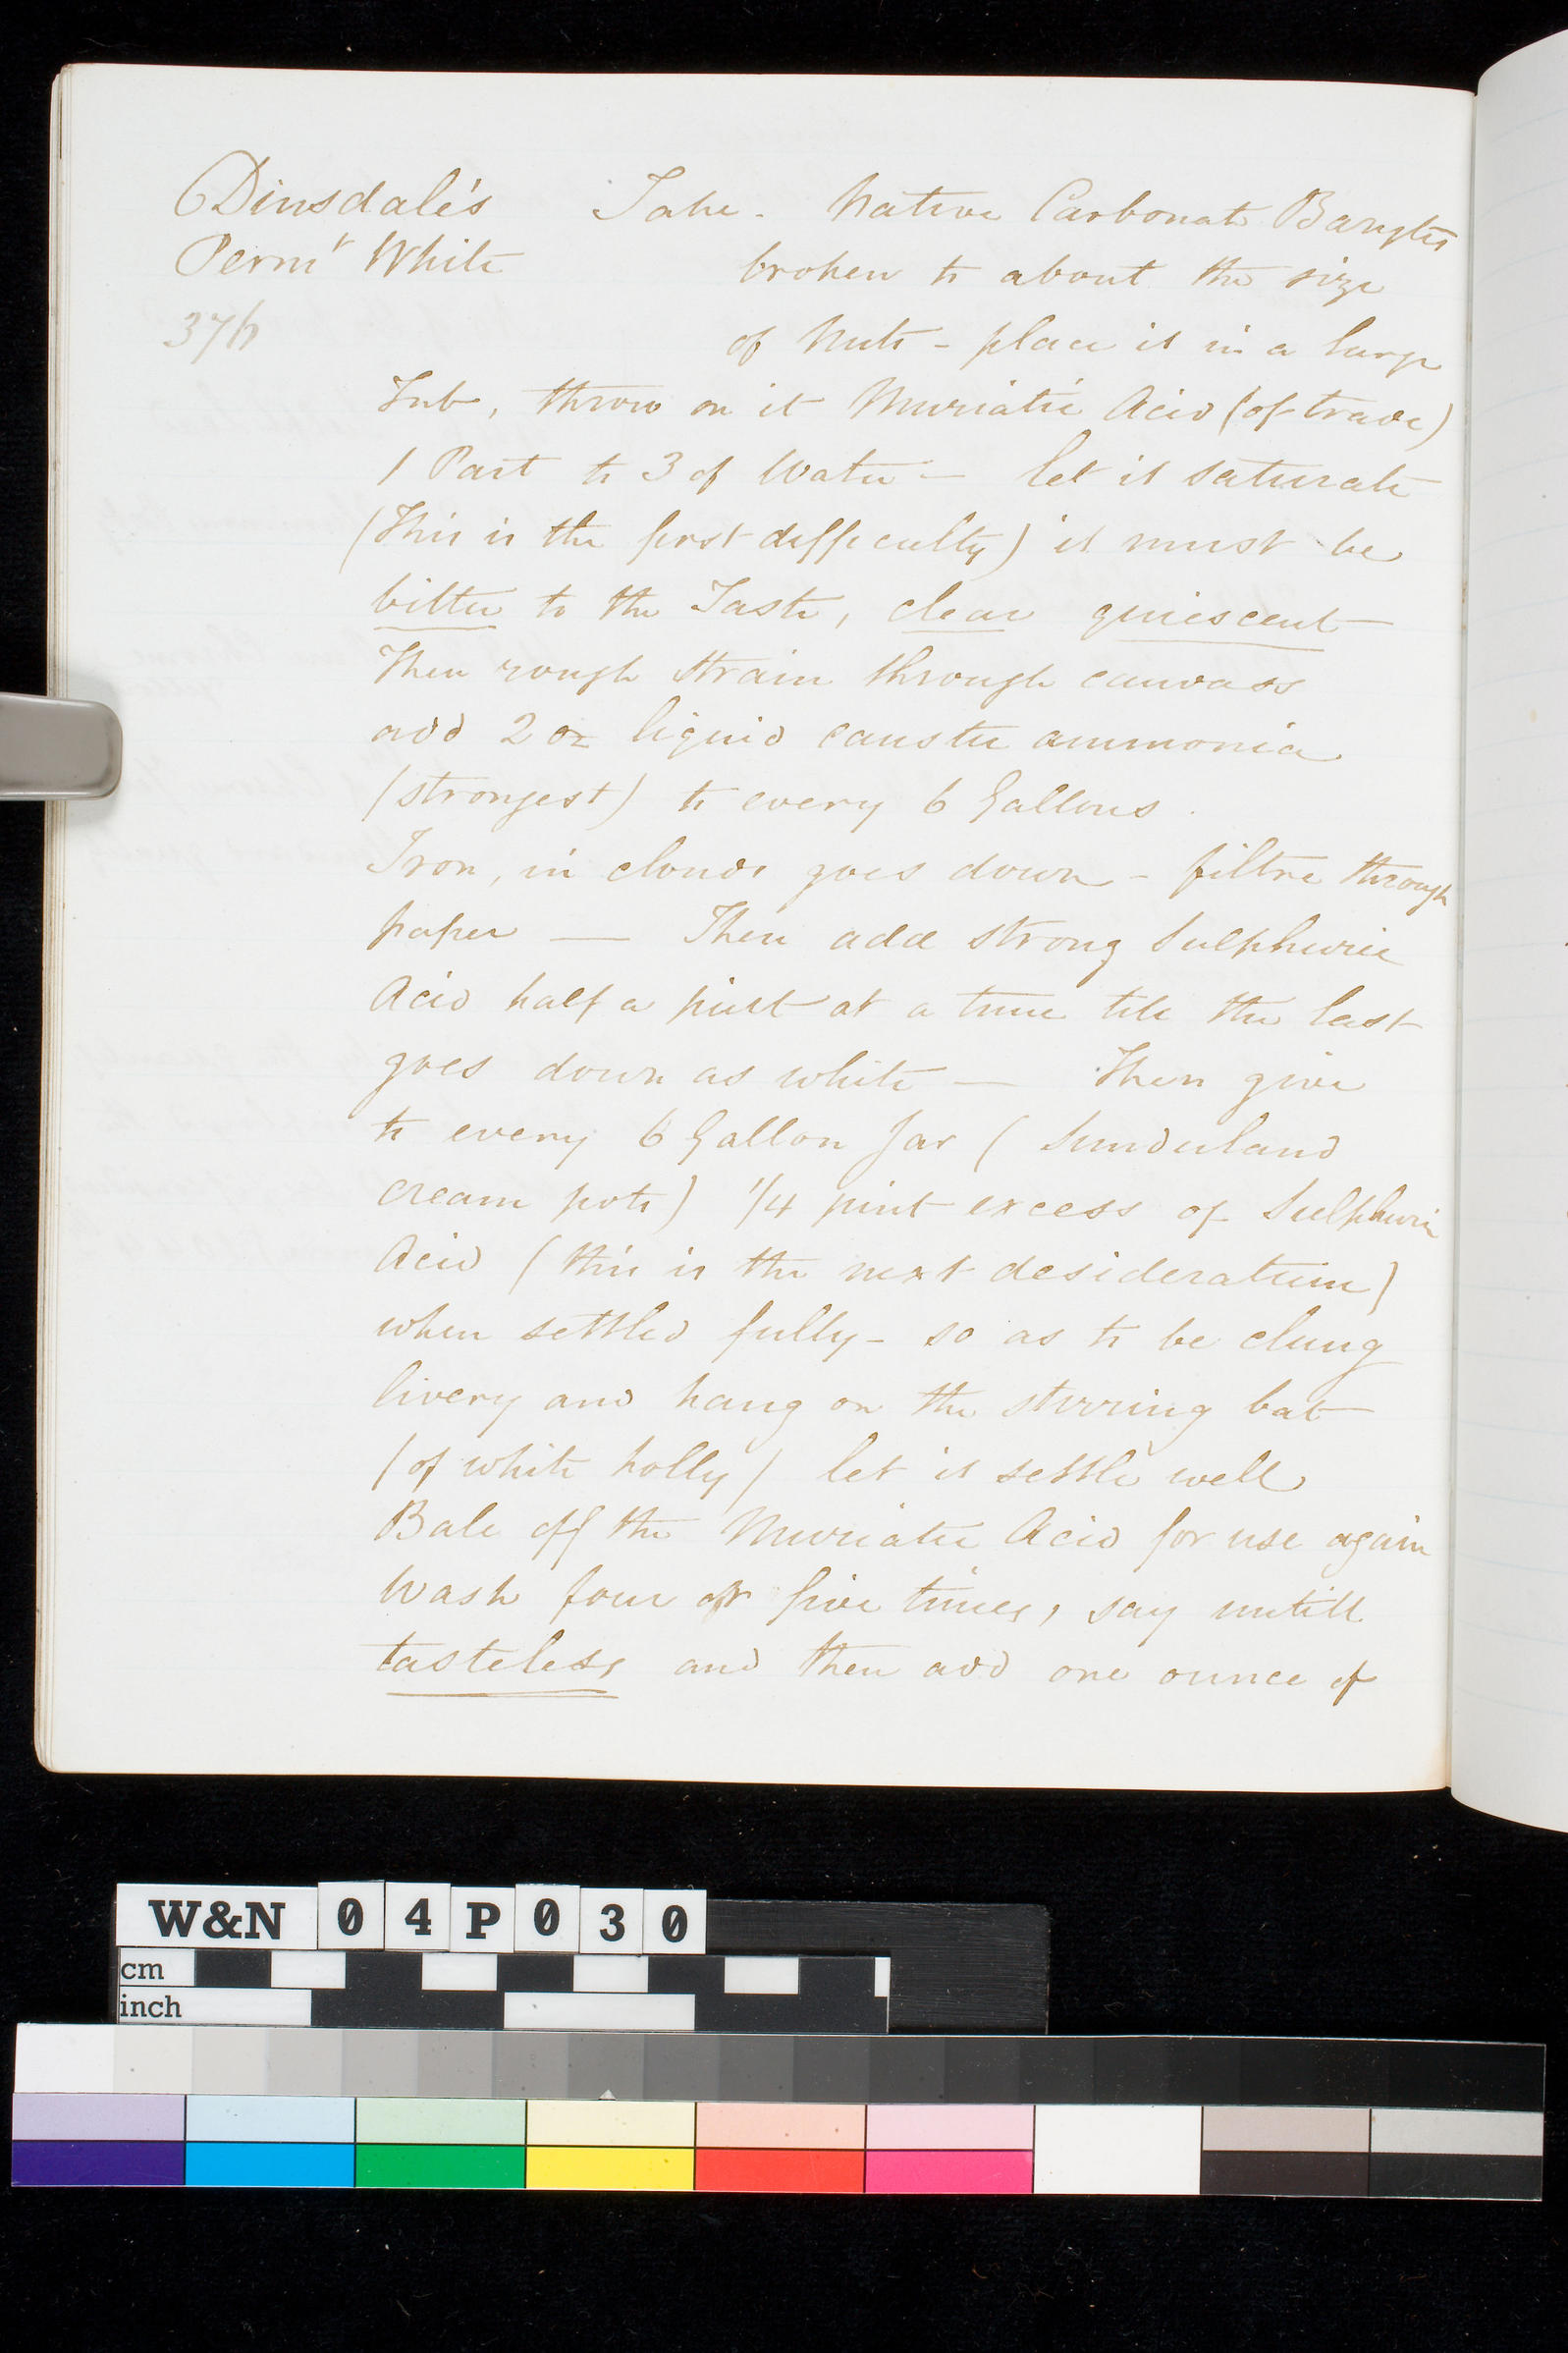 Dinsdale's
Perm<sup>t</sup> White
37
Take - Native Carbonate Barytes
broken to about the size
of Nuts - place it in a large
Tub, throw on it Muriatic Acid (of trade)
1 Part to 3 of Water - let it saturate
(This is the first difficulty) it must be
bitter to the Taste, clear quiescent -
Then rough strain through canvass
add 2 oz liquid caustic ammonia
(strongest) to every 6 Gallons.
Iron, in clouds goes down - filtre through
paper — Then add strong Sulphuric
Acid half a pint at a time till the last
goes down as white — Then give
to every 6 Gallon Jar (Sunderland
cream pots) 1/4 pint excess of Sulphuric
Acid (this is the next desideratum)
when settled fully - so as to be clung
livery and hang on the stirring bat
(of white holly) let it settle well
Bale off the Muriatic Acid for use again
Wash four or five times, say untill
tasteless and then add one ounce of
W&N 04P030
cm
inch